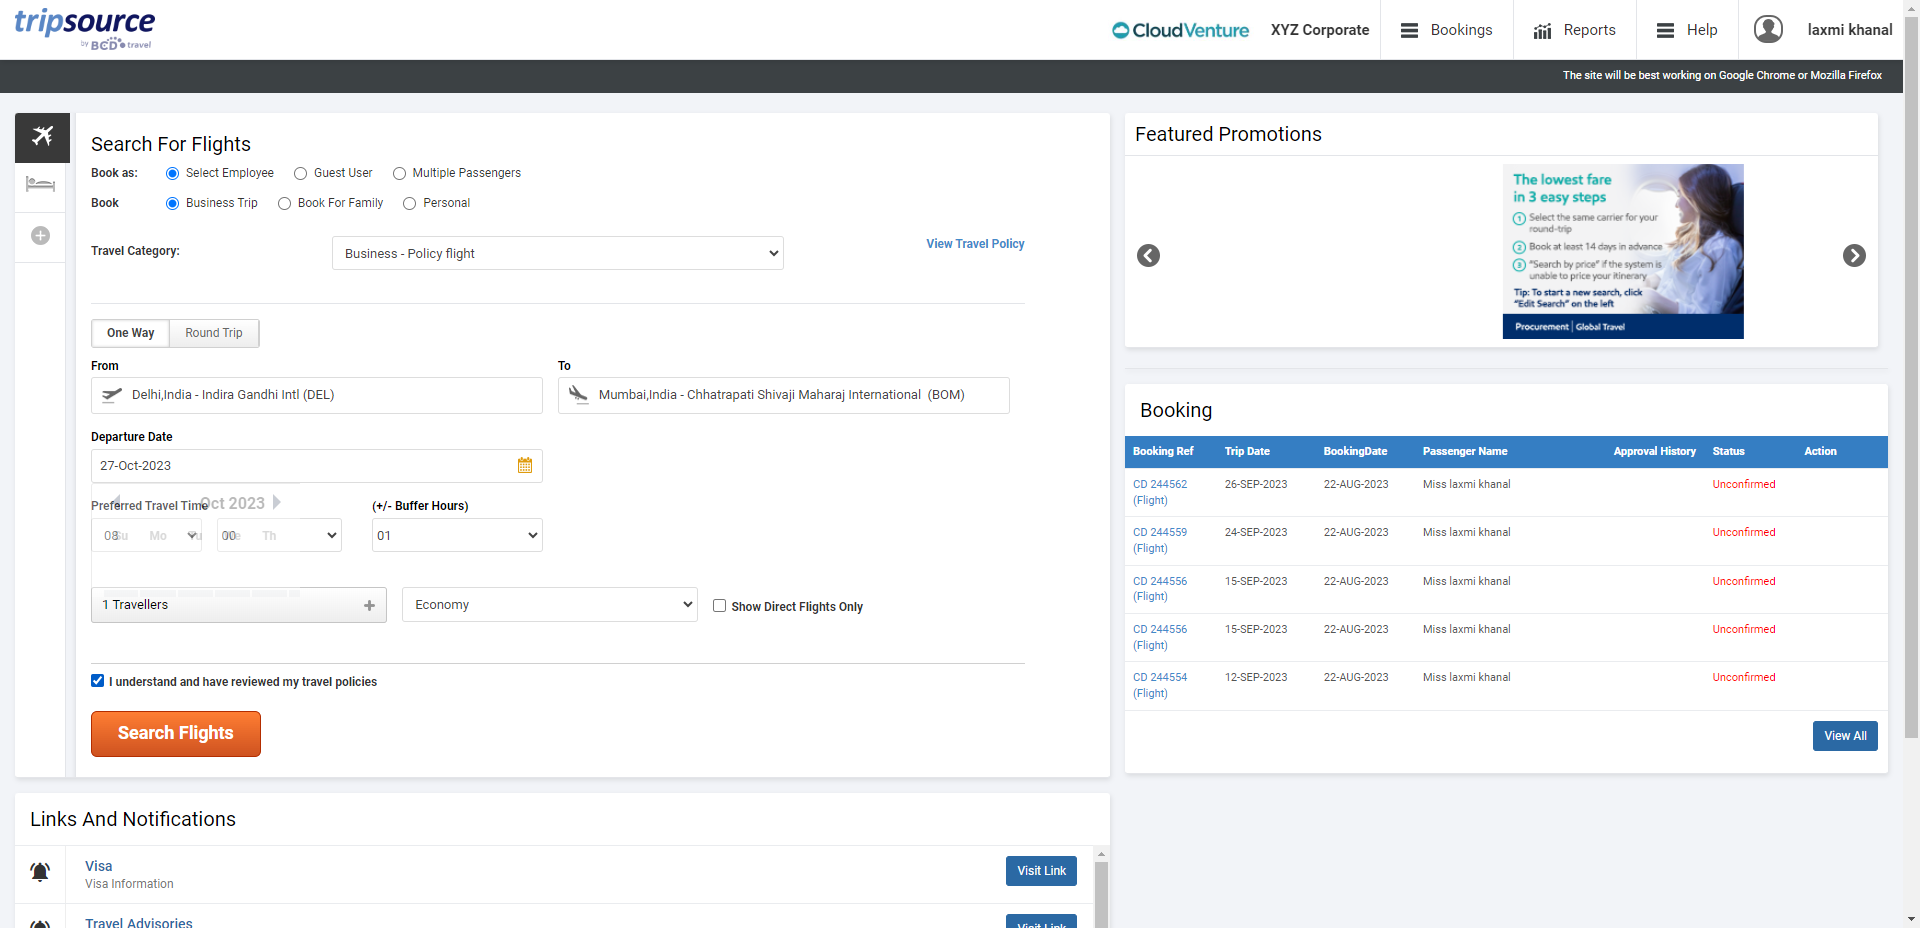 tripsource
by BCD travel
CloudVenture
XYZ Corporate
Bookings
Reports
Help
laxmi khanal
The site will be best working on Google Chrome or Mozilla Firefox
Search For Flights
Book as:
Select Employee
Guest User
Multiple Passengers
Book
Business Trip
Book For Family
Personal
Travel Category:
Business - Policy flight
View Travel Policy
One Way
Round Trip
From
To
Delhi,India - Indira Gandhi Intl (DEL)
Mumbai,India - Chhatrapati Shivaji Maharaj International (BOM)
Departure Date
27-Oct-2023
Oct 2023
Preferred Travel Time
(+/- Buffer Hours)
Su Mo Tu We Th
08
00
01
1 Travellers
Economy
Show Direct Flights Only
I understand and have reviewed my travel policies
Search Flights
Featured Promotions
The lowest fare
in 3 easy steps
1 Select the same carrier for your
round-trip
2 Book at least 14 days in advance
3 "Search by price" if the system is
unable to price your itinerary
Tip: To start a new search, click
"Edit Search" on the left
Procurement | Global Travel
Booking
Booking Ref Trip Date BookingDate Passenger Name Approval History Status Action
CD 244562 26-SEP-2023 22-AUG-2023 Miss laxmi khanal Unconfirmed
(Flight)
CD 244559 24-SEP-2023 22-AUG-2023 Miss laxmi khanal Unconfirmed
(Flight)
CD 244556 15-SEP-2023 22-AUG-2023 Miss laxmi khanal Unconfirmed
(Flight)
CD 244556 15-SEP-2023 22-AUG-2023 Miss laxmi khanal Unconfirmed
(Flight)
CD 244554 12-SEP-2023 22-AUG-2023 Miss laxmi khanal Unconfirmed
(Flight)
View All
Links And Notifications
Visa
Visa Information
Visit Link
Travel Advisories
Visit Link